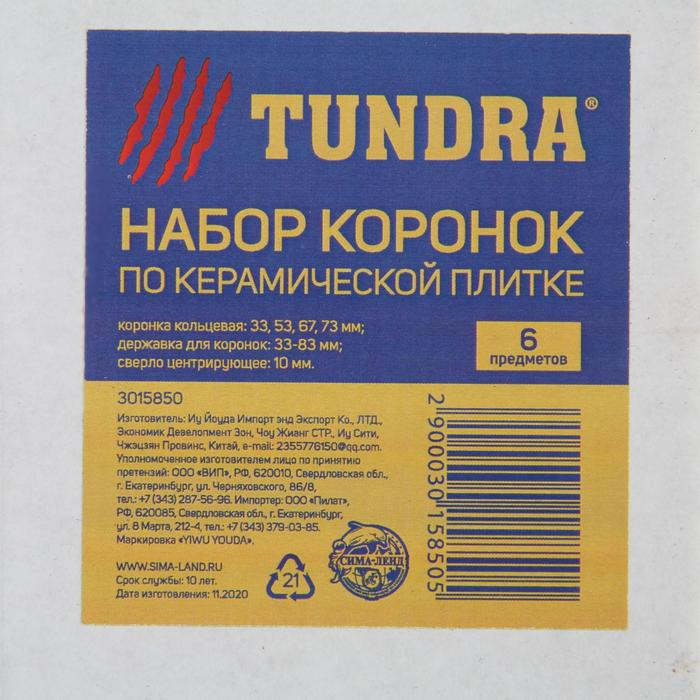 TUNDRA®
НАБОР КОРОНОК
ПО КЕРАМИЧЕСКОЙ ПЛИТКЕ
коронка кольцевая: 33, 53, 67, 73 мм;
державка для коронок: 33-83 мм;
сверло центрирующее: 10 мм.
6
предметов
3015850
Изготовитель: Иу Йоуда Импорт энд Экспорт Ко., ЛТД.,
Экономик Девелопмент Зон, Чоу Жианг СТР., Иу Сити,
Чжэцзян Провинс, Китай, e-mail: 2355776150@qq.com.
Уполномоченное изготовителем лицо по принятию
претензий: ООО «ВИП», РФ, 620010, Свердловская обл.,
г. Екатеринбург, ул. Черняховского, 86/8,
тел.: +7 (343) 287-56-96. Импортер: ООО «Пилат»,
РФ, 620085, Свердловская обл., г. Екатеринбург,
ул. 8 Марта, 212-4, тел.: +7 (343) 379-03-85.
Маркировка «YIWU YOUDA».
WWW.SIMA-LAND.RU
Срок службы: 10 лет.
Дата изготовления: 11.2020
21
СИМА-ЛЕНД
2 900030 158505